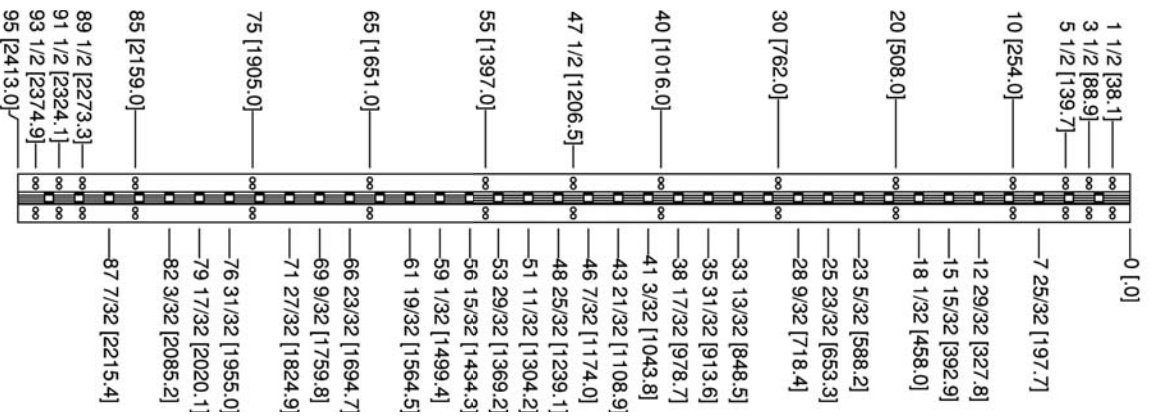 1 1/2 [38.1]
3 1/2 [88.9]
5 1/2 [139.7]
10 [254.0]
20 [508.0]
30 [762.0]
40 [1016.0]
47 1/2 [1206.5]
55 [1397.0]
65 [1651.0]
75 [1905.0]
85 [2159.0]
89 1/2 [2273.3]
91 1/2 [2324.1]
93 1/2 [2374.9]
95 [2413.0]
0 [.0]
7 25/32 [197.7]
12 29/32 [327.8]
15 15/32 [392.9]
18 1/32 [458.0]
23 5/32 [588.2]
25 23/32 [653.3]
28 9/32 [718.4]
33 13/32 [848.5]
35 31/32 [913.6]
38 17/32 [978.7]
41 3/32 [1043.8]
43 21/32 [1108.9]
46 7/32 [1174.0]
48 25/32 [1239.1]
51 11/32 [1304.2]
53 29/32 [1369.2]
56 15/32 [1434.3]
59 1/32 [1499.4]
61 19/32 [1564.5]
66 23/32 [1694.7]
69 9/32 [1759.8]
71 27/32 [1824.9]
76 31/32 [1955.0]
79 17/32 [2020.1]
82 3/32 [2085.2]
87 7/32 [2215.4]